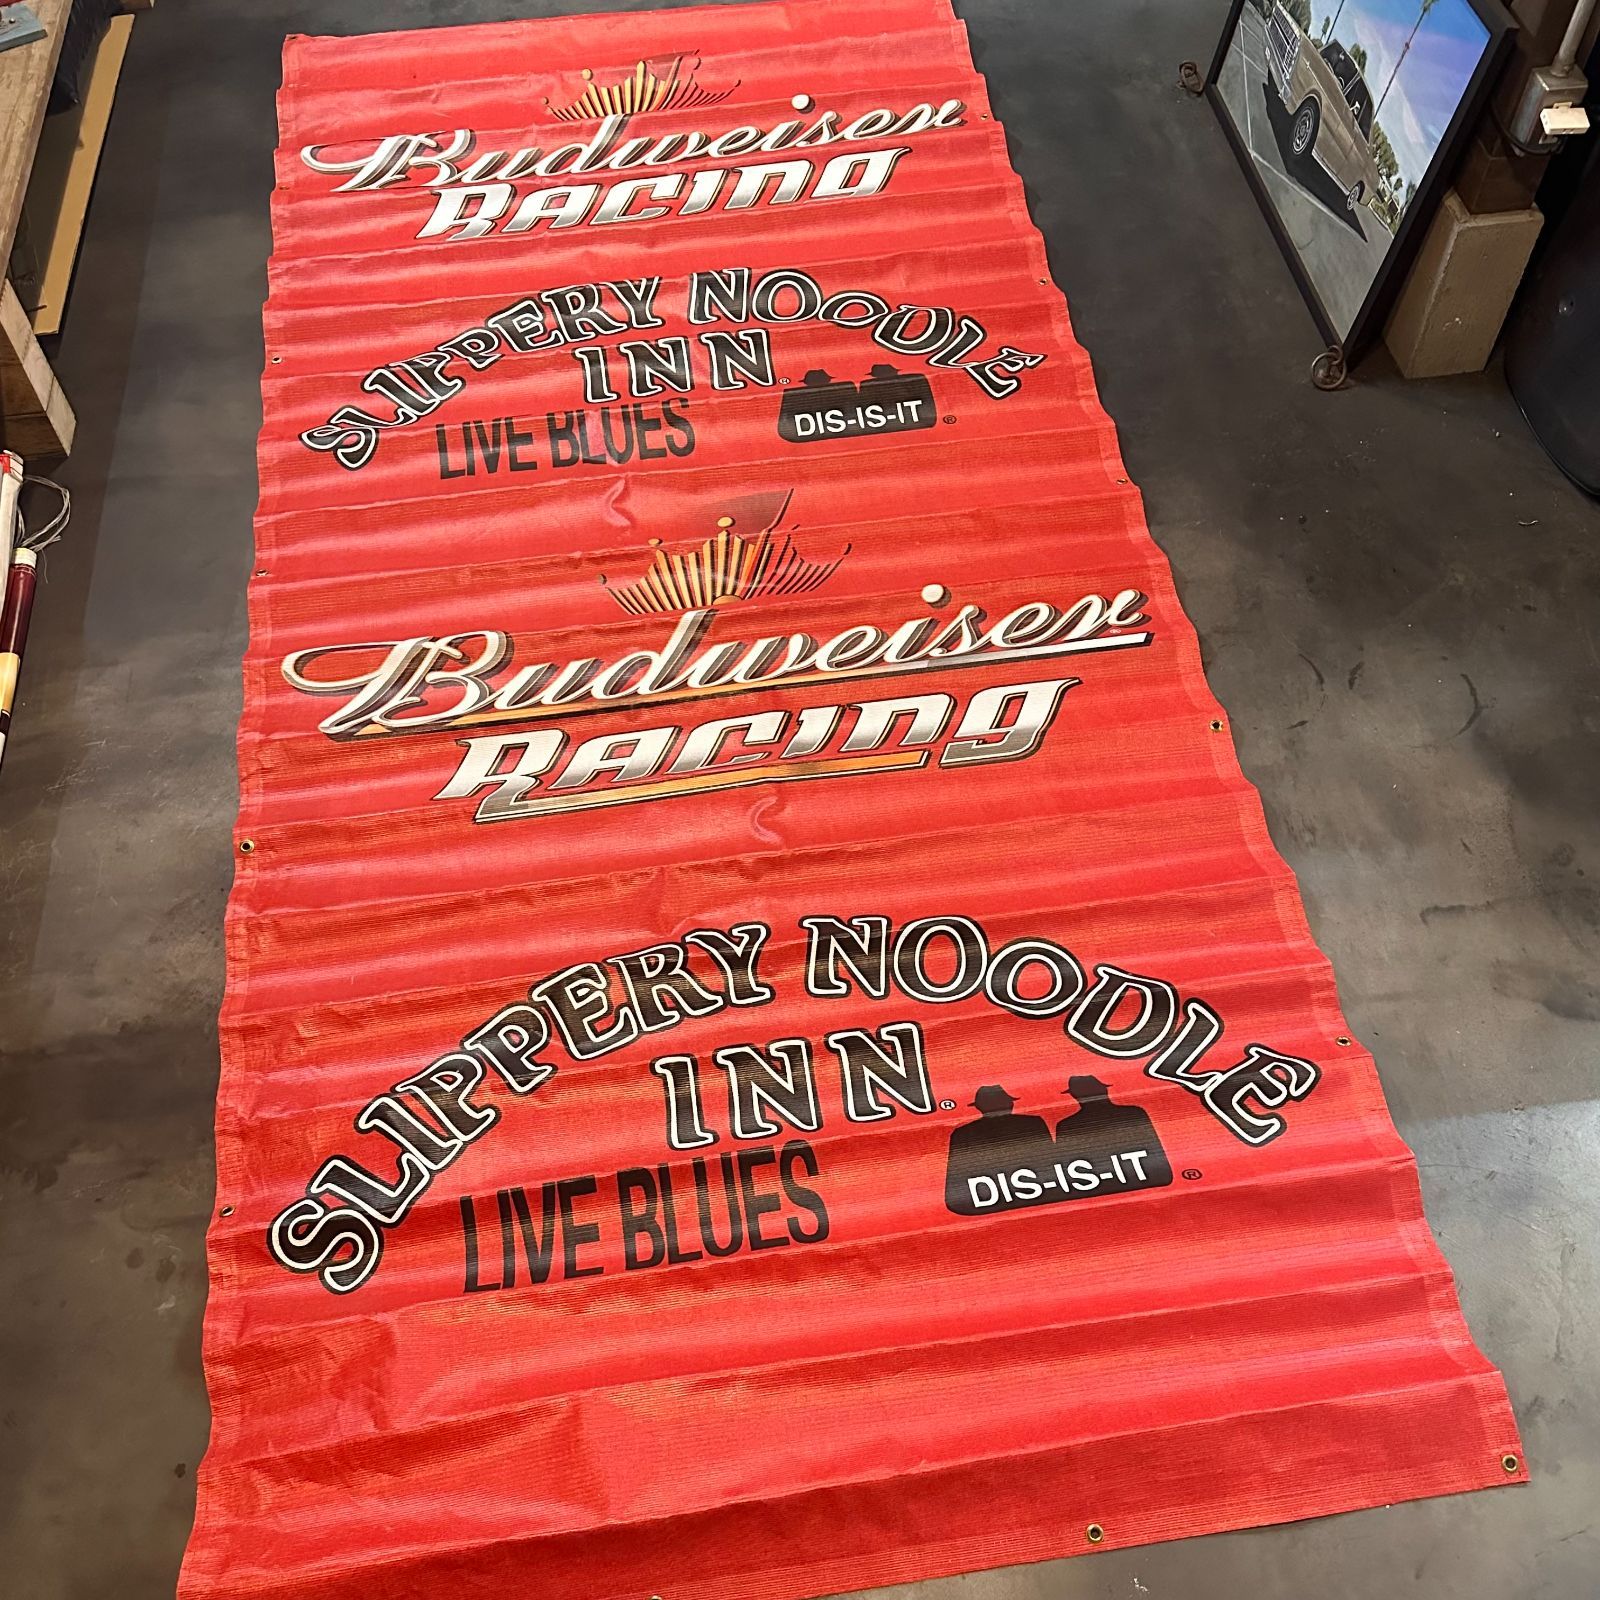 Budweiser
Racing
SLIPPERY NOODLE
INN®
LIVE BLUES
DIS-IS-IT ®
Budweiser®
Racing
SLIPPERY NOODLE
INN®
LIVE BLUES
DIS-IS-IT ®